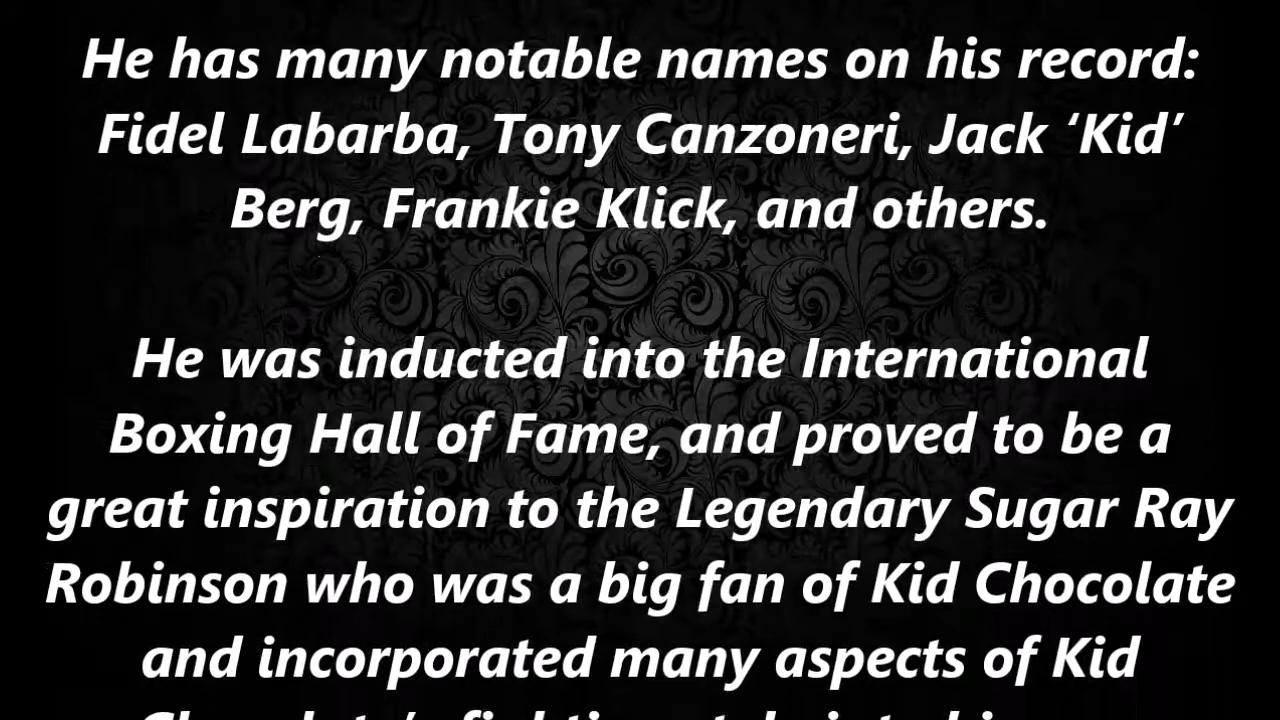 He has many notable names on his record:
Fidel Labarba, Tony Canzoneri, Jack ‘Kid’
Berg, Frankie Klick, and others.
He was inducted into the International
Boxing Hall of Fame, and proved to be a
great inspiration to the Legendary Sugar Ray
Robinson who was a big fan of Kid Chocolate
and incorporated many aspects of Kid